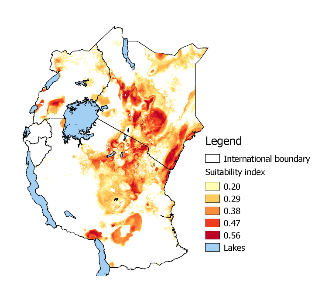 Legend
International boundary
Suitability index
0.20
0.29
0.38
0.47
0.56
Lakes